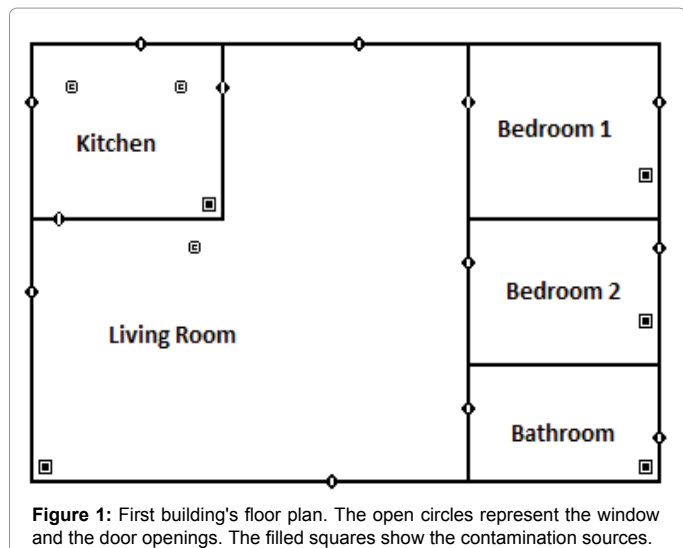 Kitchen
Bedroom 1
Living Room
Bedroom 2
Bathroom
Figure 1: First building's floor plan. The open circles represent the window
and the door openings. The filled squares show the contamination sources.